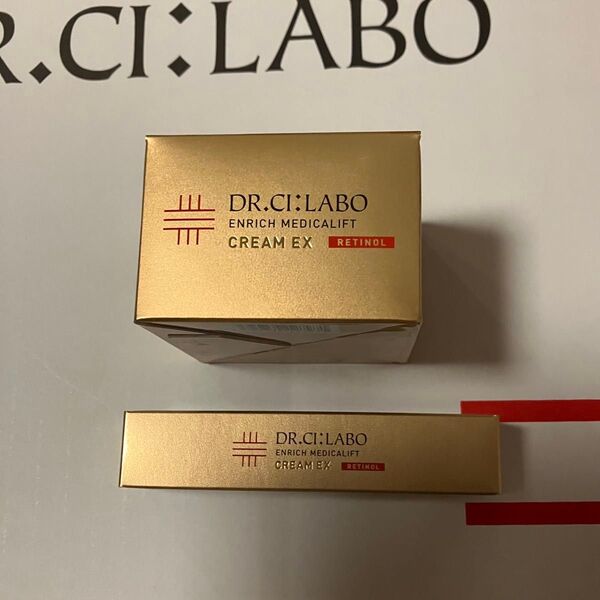 R.CI:LABO
DR.CI:LABO
ENRICH MEDICALIFT
CREAM EX RETINOL
DR.CI:LABO
ENRICH MEDICALIFT
CREAM EX RETINOL